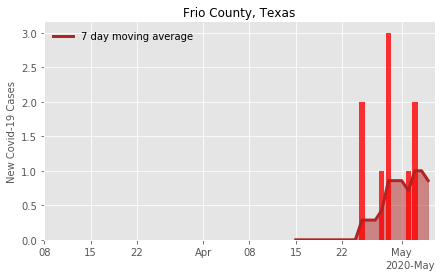 Frio County, Texas
7 day moving average
New Covid-19 Cases
3.0
2.5
2.0
1.5
1.0
0.5
0.0
08 15 22 Apr 08 15 22 May
2020-May